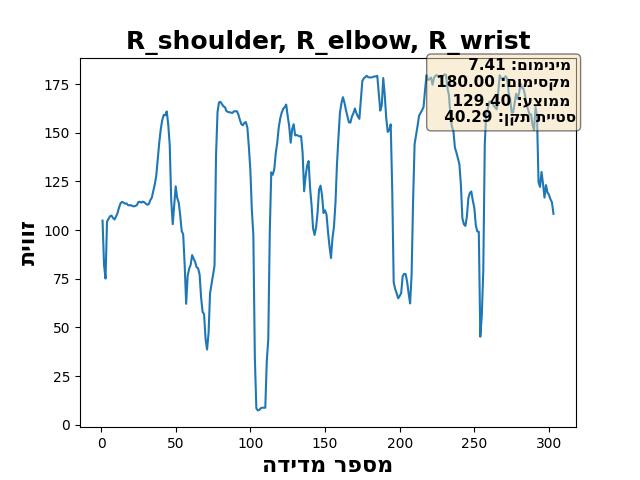 R_shoulder, R_elbow, R_wrist
מינימום: 7.41
מקסימום: 180.00
ממוצע: 129.40
סטיית תקן: 40.29
זווית
175
150
125
100
75
50
25
0
0 50 100 150 200 250 300
מספר מדידה